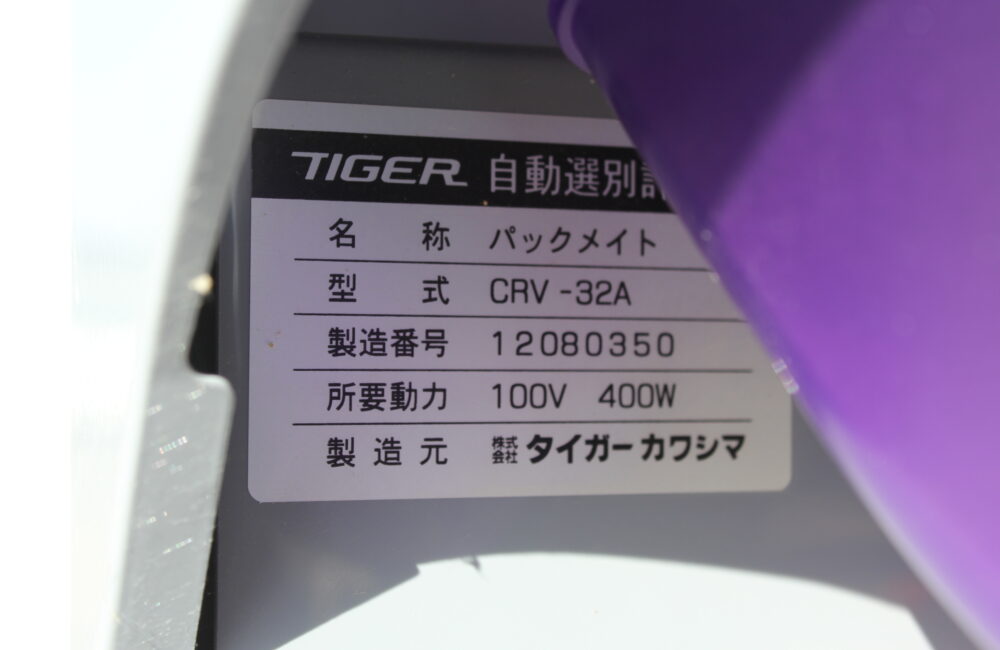 TIGER 自動選別計
名称 パックメイト
型式 CRV-32A
製造番号 12080350
所要動力 100V 400W
製造元 株式会社 タイガーカワシマ